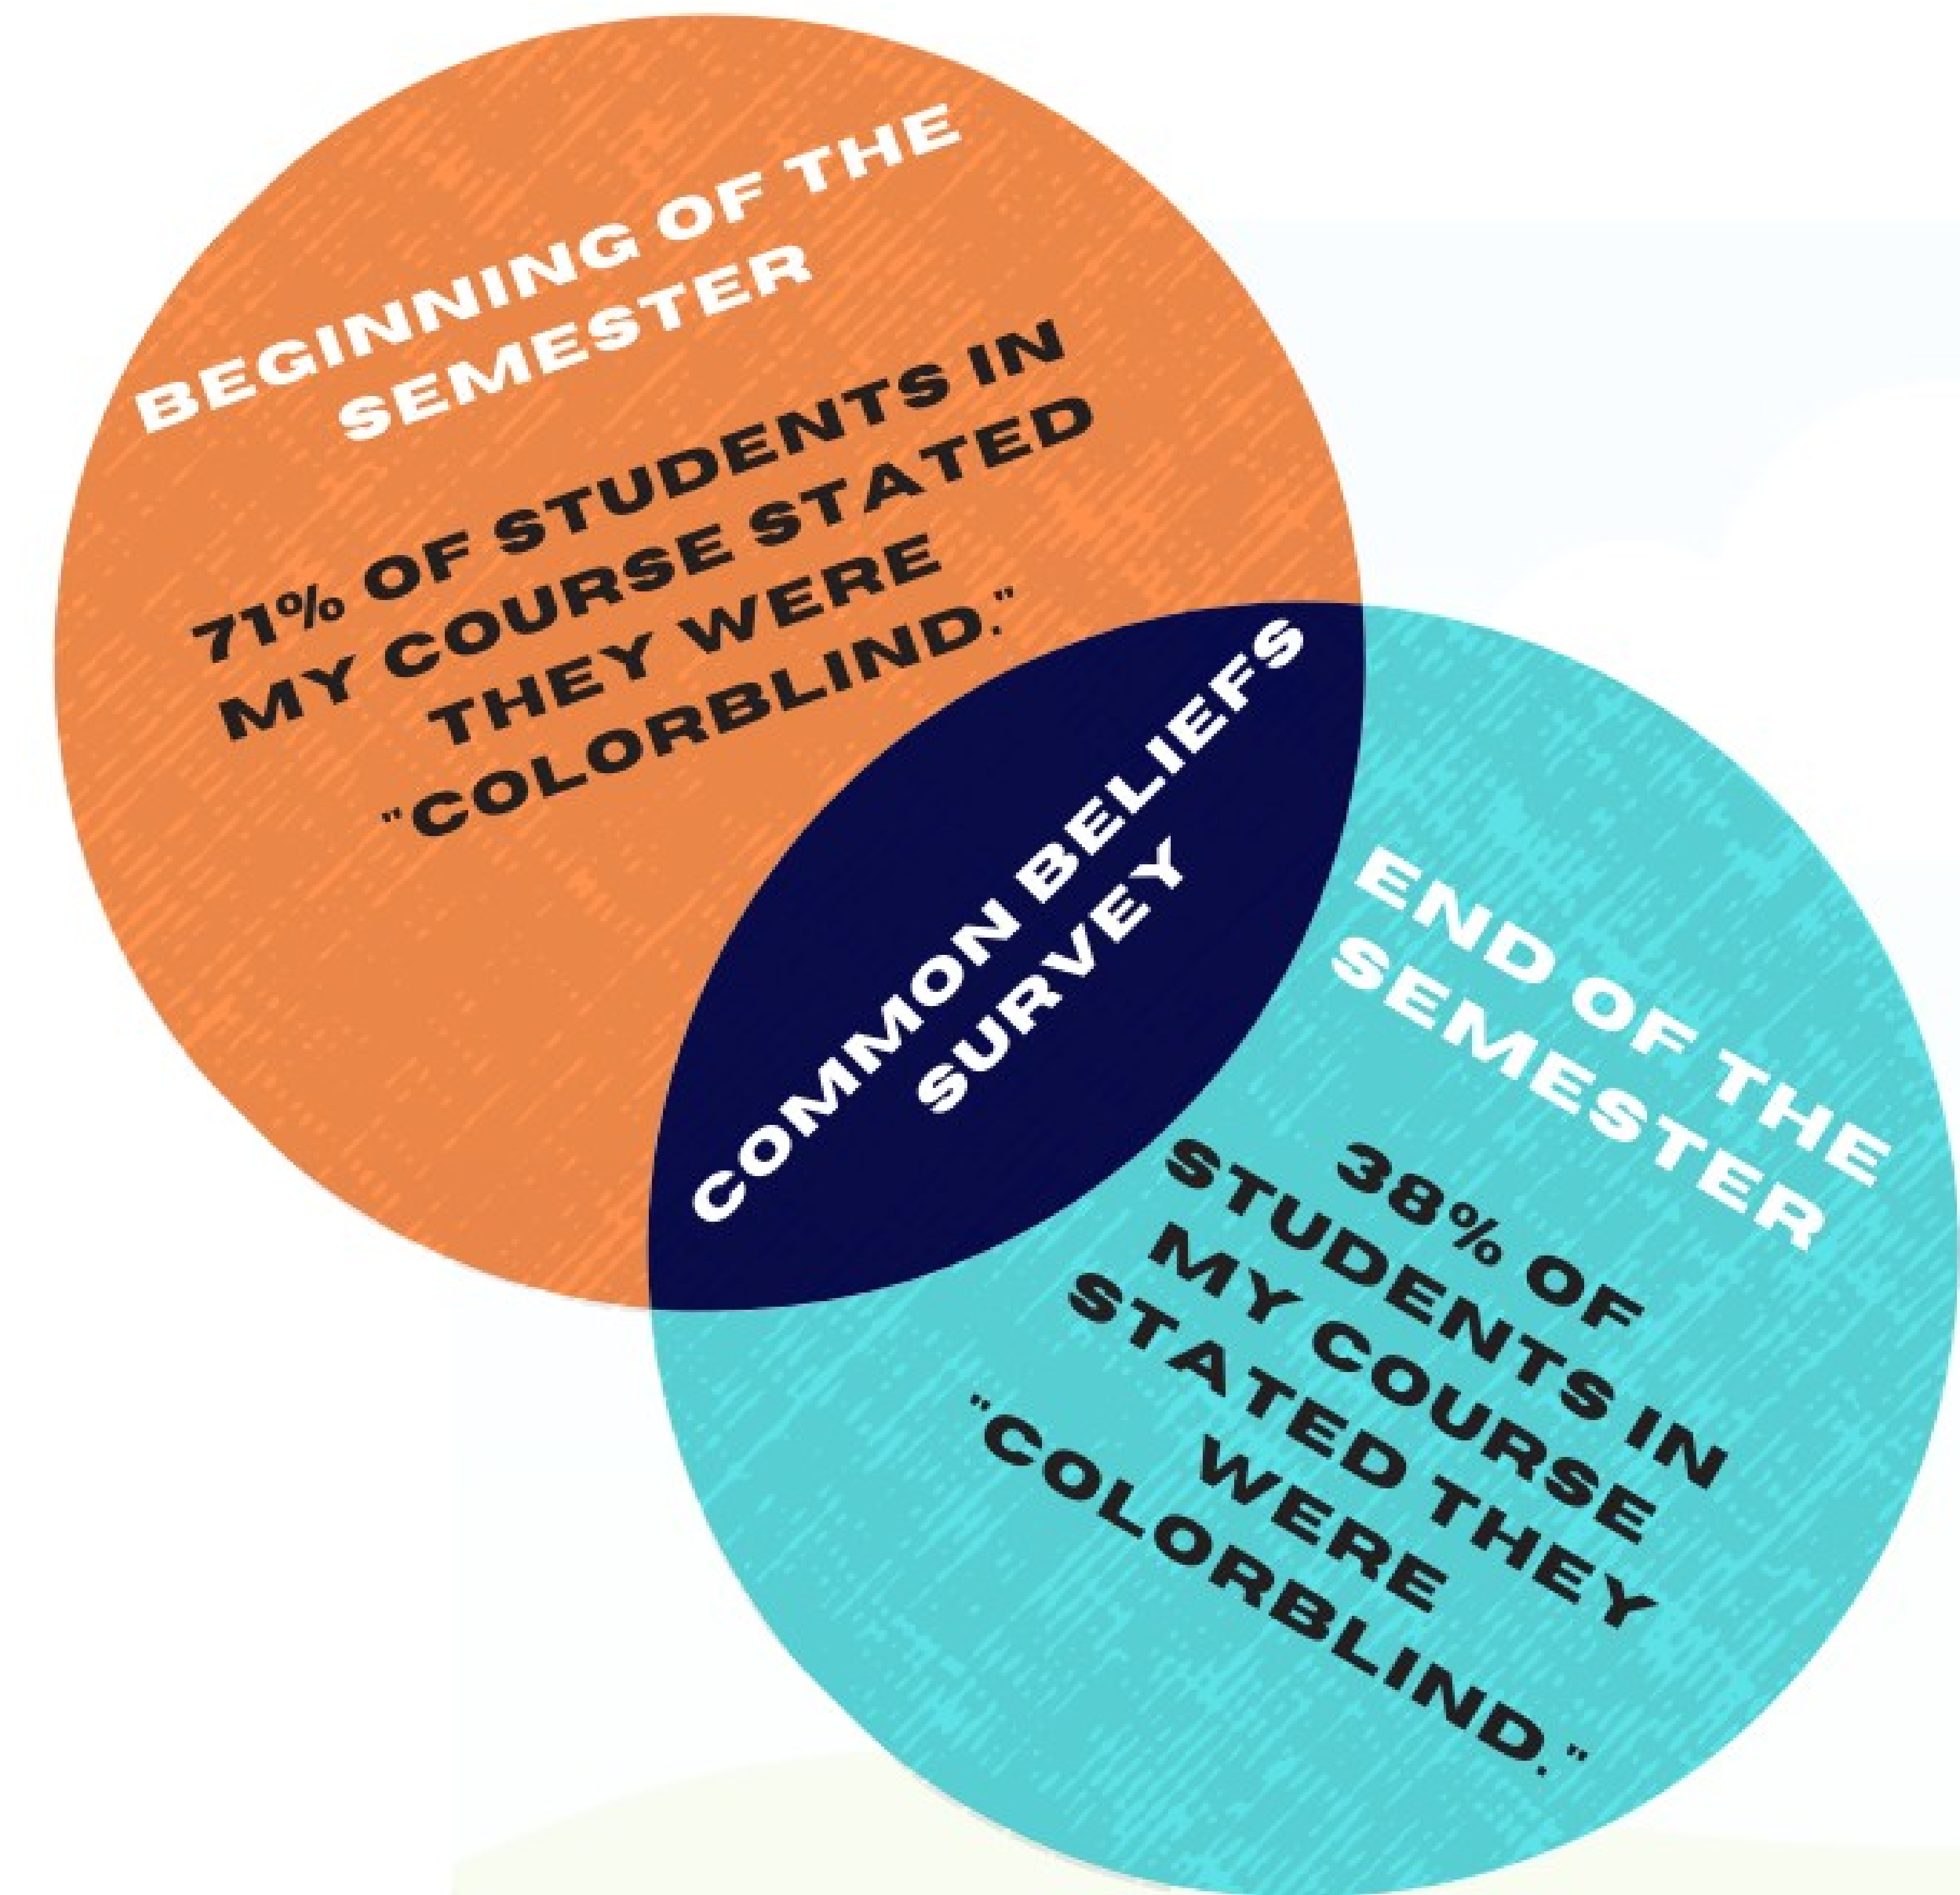 BEGINNING OF THE
SEMESTER
71% OF STUDENTS IN
MY COURSE STATED
THEY WERE
"COLORBLIND."
COMMON BELIEFS
SURVEY
END OF THE
SEMESTER
38% OF
STUDENTS IN
MY COURSE
STATED THEY
WERE
"COLORBLIND."